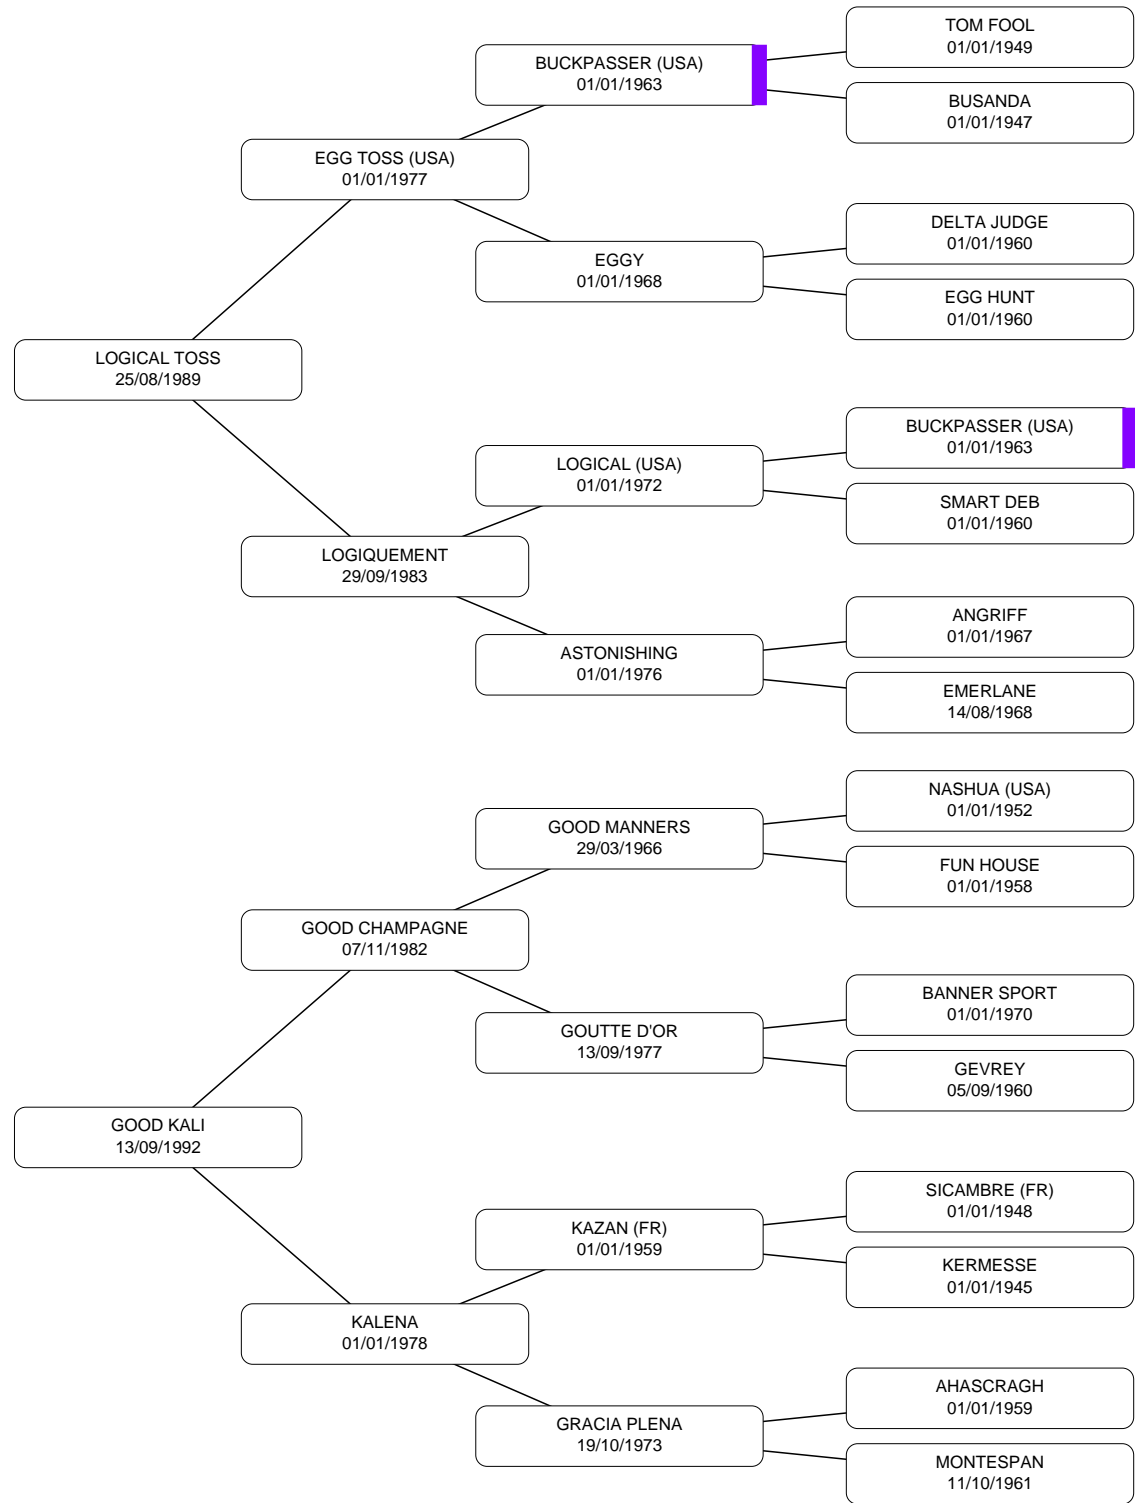 TOM FOOL
01/01/1949
BUCKPASSER (USA)
01/01/1963
BUSANDA
01/01/1947
EGG TOSS (USA)
01/01/1977
DELTA JUDGE
01/01/1960
EGGY
01/01/1968
EGG HUNT
01/01/1960
LOGICAL TOSS
25/08/1989
BUCKPASSER (USA)
01/01/1963
LOGICAL (USA)
01/01/1972
SMART DEB
01/01/1960
LOGIQUEMENT
29/09/1983
ANGRIFF
01/01/1967
ASTONISHING
01/01/1976
EMERLANE
14/08/1968
NASHUA (USA)
01/01/1952
GOOD MANNERS
29/03/1966
FUN HOUSE
01/01/1958
GOOD CHAMPAGNE
07/11/1982
BANNER SPORT
01/01/1970
GOUTTE D'OR
13/09/1977
GEVREY
05/09/1960
GOOD KALI
13/09/1992
SICAMBRE (FR)
01/01/1948
KAZAN (FR)
01/01/1959
KERMESSE
01/01/1945
KALENA
01/01/1978
AHASCRAGH
01/01/1959
GRACIA PLENA
19/10/1973
MONTESPAN
11/10/1961